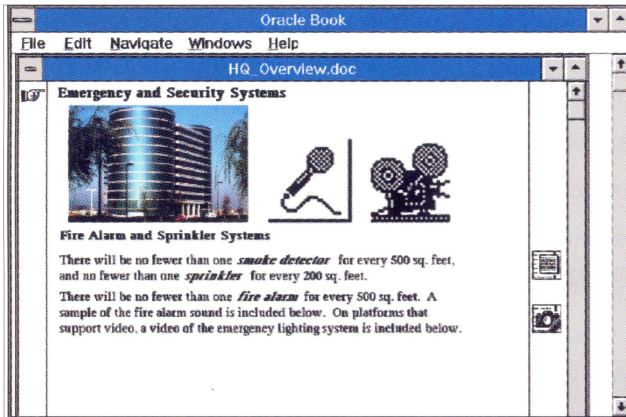 Oracle Book
File Edit Navigate Windows Help
HQ_Overview.doc
Emergency and Security Systems
Fire Alarm and Sprinkler Systems
There will be no fewer than one smoke detector for every 500 sq. feet,
and no fewer than one sprinkler for every 200 sq. feet.
There will be no fewer than one fire alarm for every 500 sq. feet. A
sample of the fire alarm sound is included below. On platforms that
support video, a video of the emergency lighting system is included below.